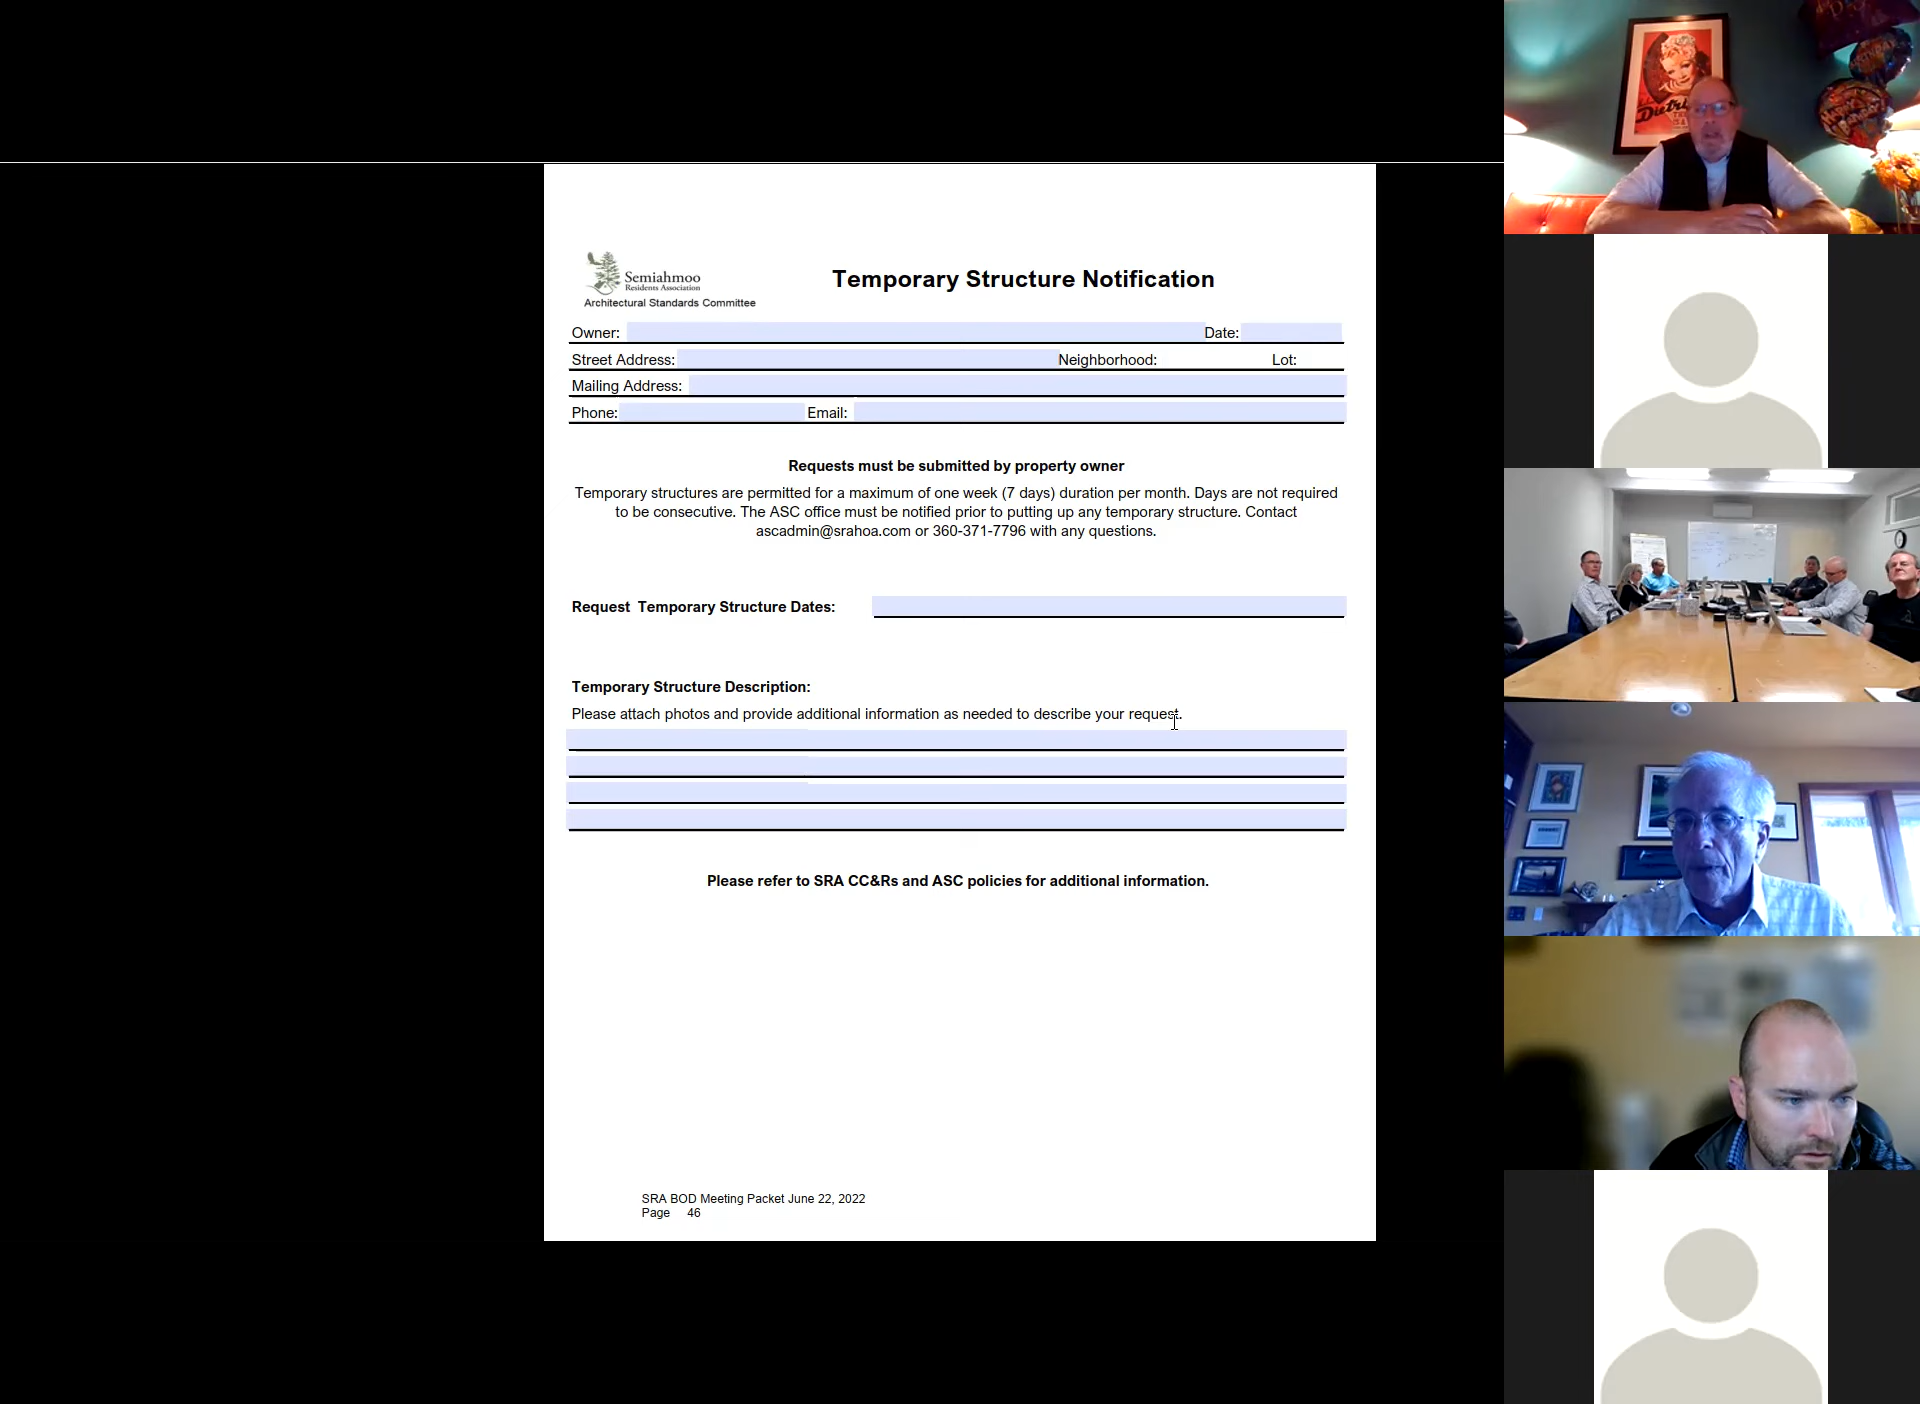 Semiahmoo
Residents Association
Architectural Standards Committee
Temporary Structure Notification
Owner: Date:
Street Address: Neighborhood: Lot:
Mailing Address:
Phone: Email:
Requests must be submitted by property owner
Temporary structures are permitted for a maximum of one week (7 days) duration per month. Days are not required
to be consecutive. The ASC office must be notified prior to putting up any temporary structure. Contact
ascadmin@srahoa.com or 360-371-7796 with any questions.
Request Temporary Structure Dates:
Temporary Structure Description:
Please attach photos and provide additional information as needed to describe your request.
Please refer to SRA CC&Rs and ASC policies for additional information.
SRA BOD Meeting Packet June 22, 2022
Page 46